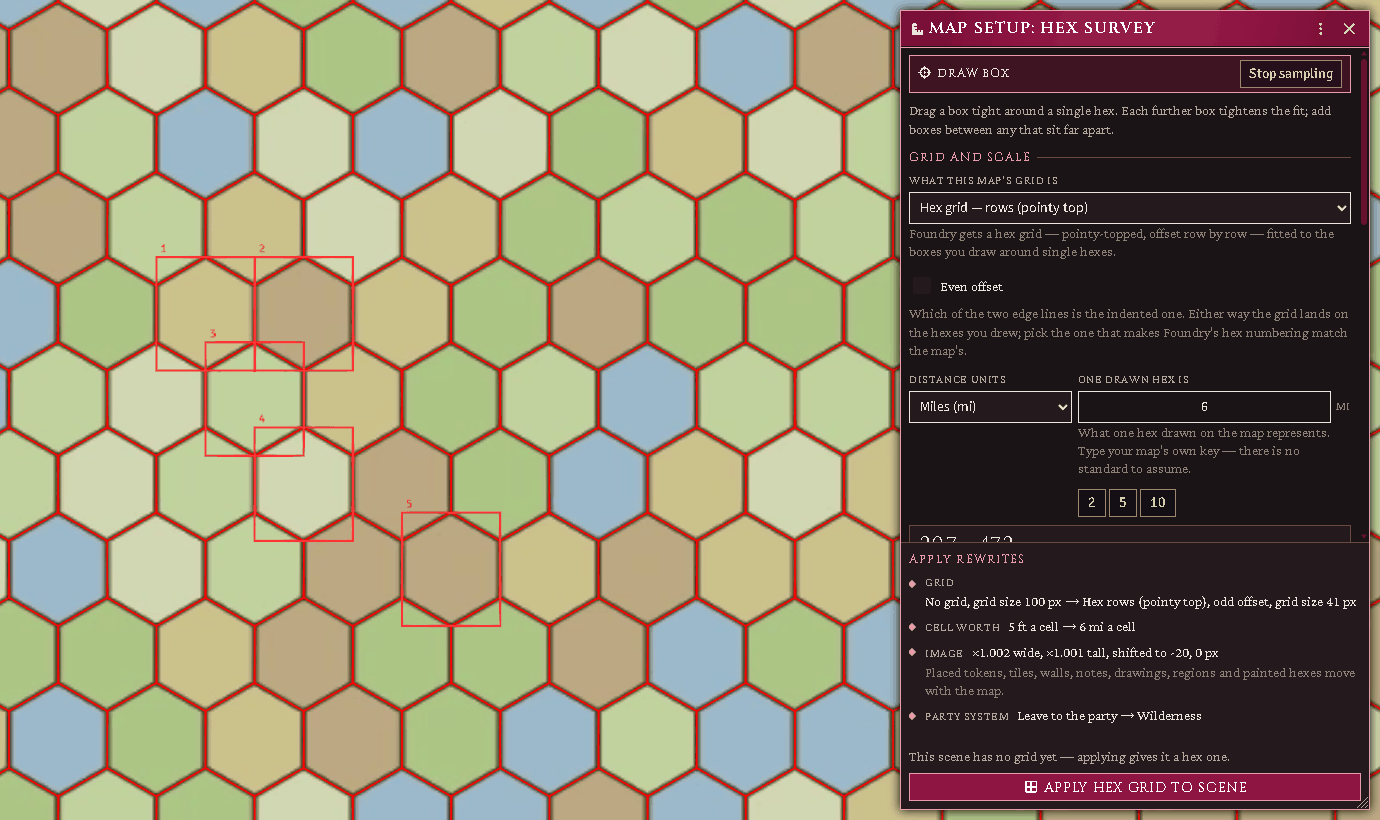 MAP SETUP: HEX SURVEY
DRAW BOX
Stop sampling
Drag a box tight around a single hex. Each further box tightens the fit; add
boxes between any that sit far apart.
GRID AND SCALE
WHAT THIS MAP'S GRID IS
Hex grid — rows (pointy top)
Foundry gets a hex grid — pointy-topped, offset row by row — fitted to the
boxes you draw around single hexes.
Even offset
Which of the two edge lines is the indented one. Either way the grid lands on
the hexes you drew; pick the one that makes Foundry's hex numbering match
the map's.
DISTANCE UNITS
ONE DRAWN HEX IS
Miles (mi)
6
MI
What one hex drawn on the map represents.
Type your map's own key — there is no
standard to assume.
2
5
10
APPLY REWRITES
GRID
No grid, grid size 100 px → Hex rows (pointy top), odd offset, grid size 41 px
CELL WORTH 5 ft a cell → 6 mi a cell
IMAGE ×1.002 wide, ×1.001 tall, shifted to -20, 0 px
Placed tokens, tiles, walls, notes, drawings, regions and painted hexes move
with the map.
PARTY SYSTEM Leave to the party → Wilderness
This scene has no grid yet — applying gives it a hex one.
APPLY HEX GRID TO SCENE
1
2
3
4
5